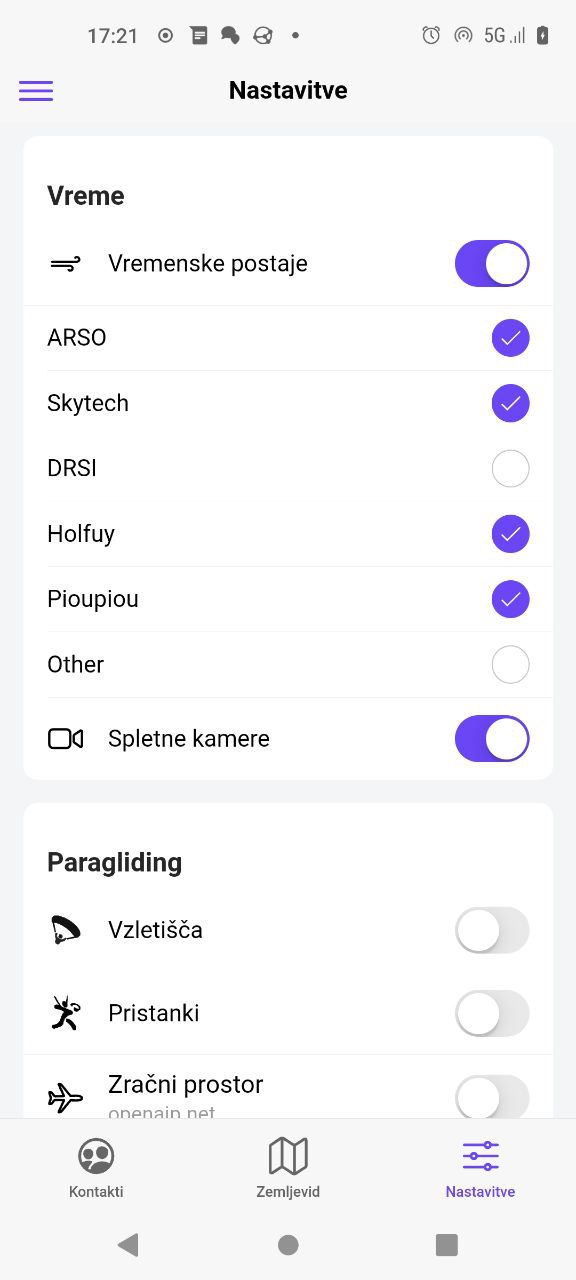 17:21
5G
Nastavitve
Vreme
Vremenske postaje
ARSO
Skytech
DRSI
Holfuy
Pioupiou
Other
Spletne kamere
Paragliding
Vzletišča
Pristanki
Zračni prostor
openaip.net
Kontakti
Zemljevid
Nastavitve